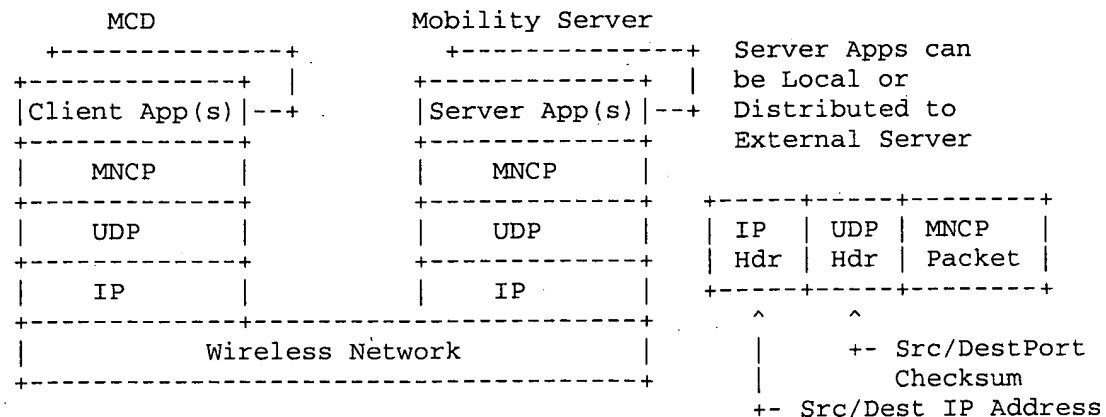 MCD Mobility Server
Server Apps can
be Local or
Client App(s) Server App(s) Distributed to
External Server
MNCP MNCP
UDP UDP IP UDP MNCP
Hdr Hdr Packet
IP IP
Wireless Network +- Src/DestPort
Checksum
+- Src/Dest IP Address